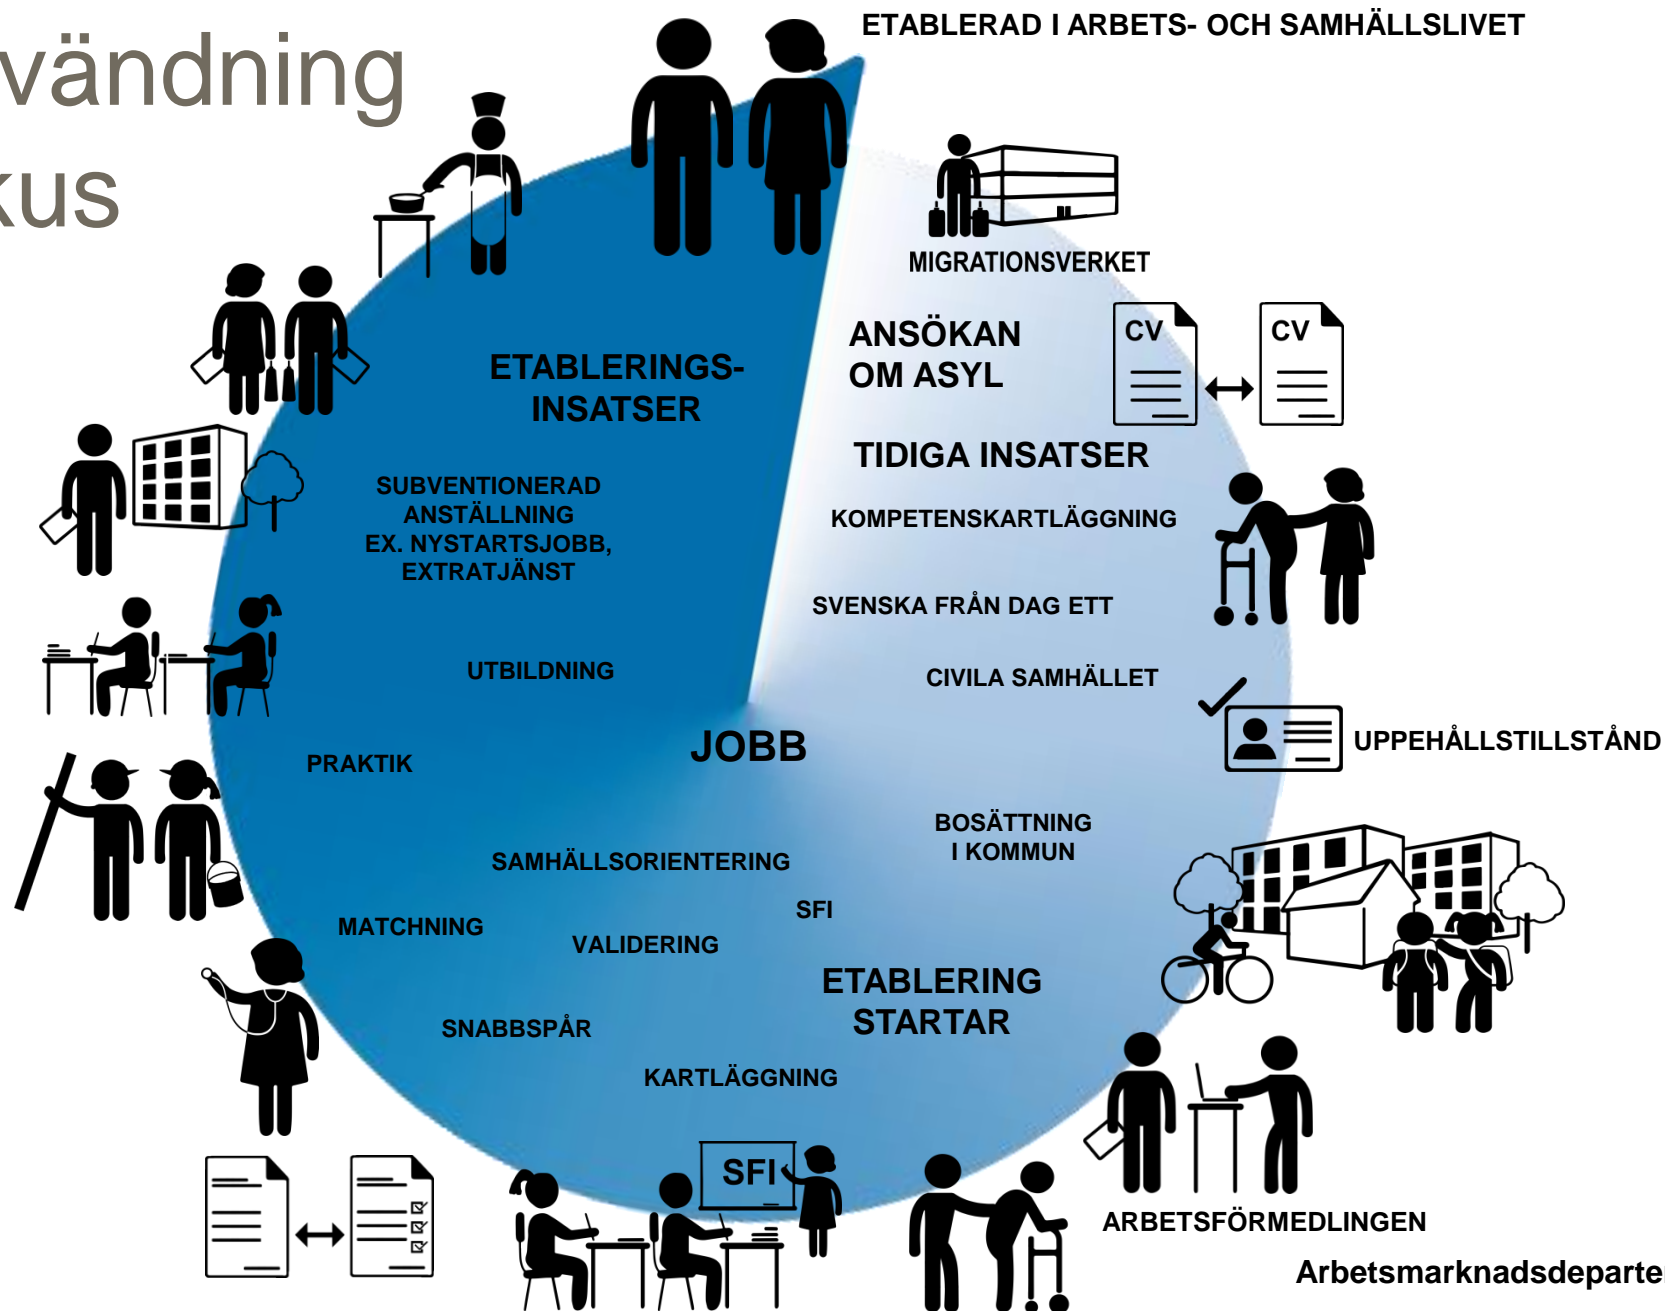 vändning
kus
ETABLERAD I ARBETS- OCH SAMHÄLLSLIVET
MIGRATIONSVERKET
ANSÖKAN
OM ASYL
CV
CV
TIDIGA INSATSER
KOMPETENSKARTLÄGGNING
SVENSKA FRÅN DAG ETT
CIVILA SAMHÄLLET
UPPEHÅLLSTILLSTÅND
BOSÄTTNING
I KOMMUN
ETABLERINGS-
INSATSER
SUBVENTIONERAD
ANSTÄLLNING
EX. NYSTARTSJOBB,
EXTRATJÄNST
UTBILDNING
PRAKTIK
JOBB
SAMHÄLLSORIENTERING
SFI
MATCHNING
VALIDERING
ETABLERING
STARTAR
SNABBSPÅR
KARTLÄGGNING
SFI
ARBETSFÖRMEDLINGEN
Arbetsmarknadsdeparte